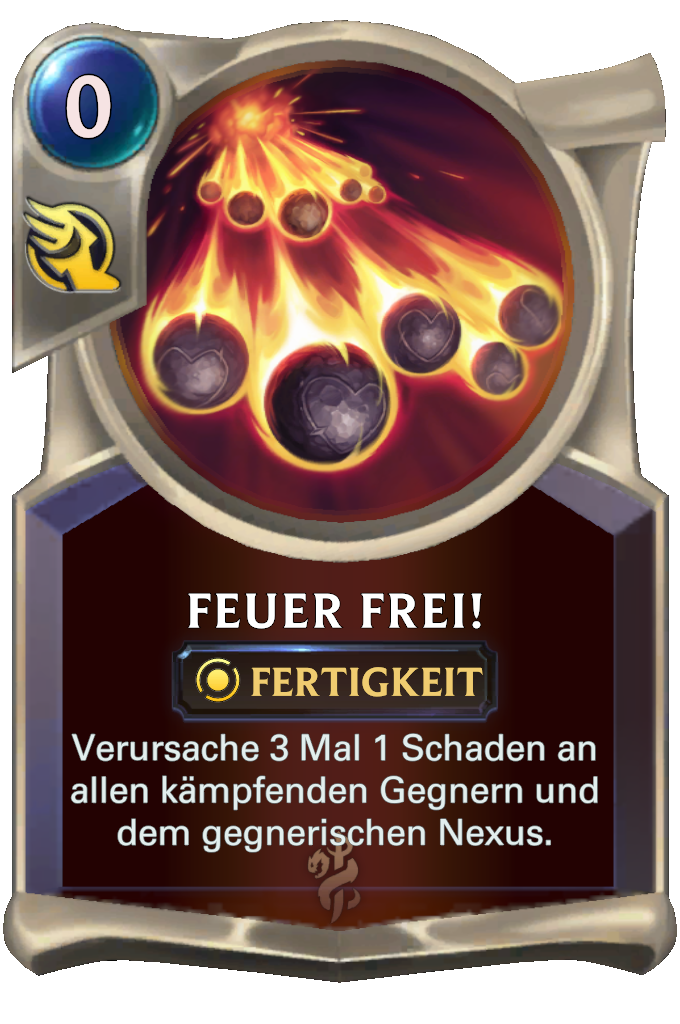 0
FEUER FREI!
FERTIGKEIT
Verursache 3 Mal 1 Schaden an
allen kämpfenden Gegnern und
dem gegnerischen Nexus.